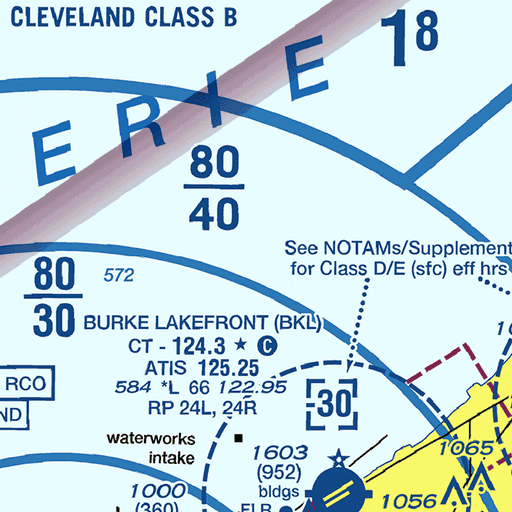 CLEVELAND CLASS B
18
ERIE
80
40
See NOTAMs/Supplement
for Class D/E (sfc) eff hrs
80
30
572
BURKE LAKEFRONT (BKL)
CT - 124.3 ★ C
ATIS 125.25
584 *L 66 122.95
RP 24L, 24R
-30
RCO
ND
waterworks
intake
1603
(952)
bldgs
1065
1000
(360)
1056